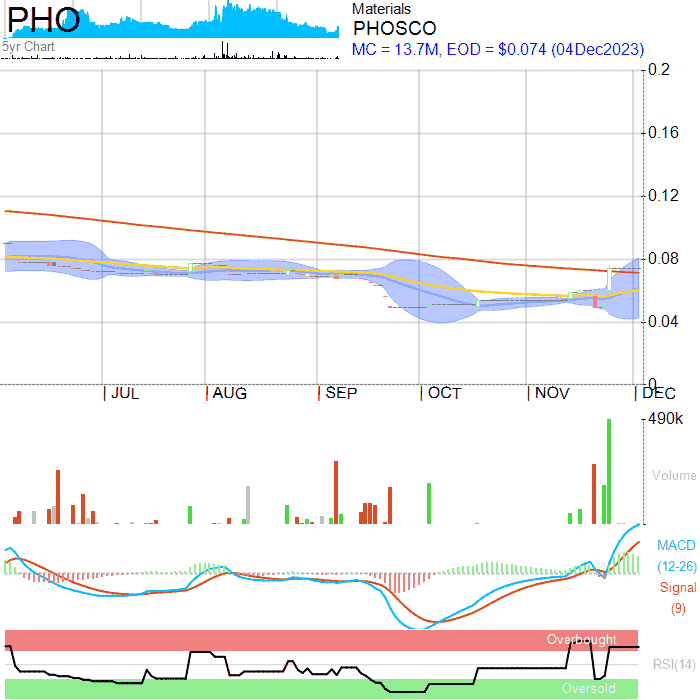 PHO
5yr Chart
Materials
PHOSCO
MC = 13.7M, EOD = $0.074 (04Dec2023)
0.2
0.16
0.12
0.08
0.04
0
JUL AUG SEP OCT NOV DEC
490k
Volume
MACD
(12-26)
Signal
(9)
Overbought
RSI(14)
Oversold